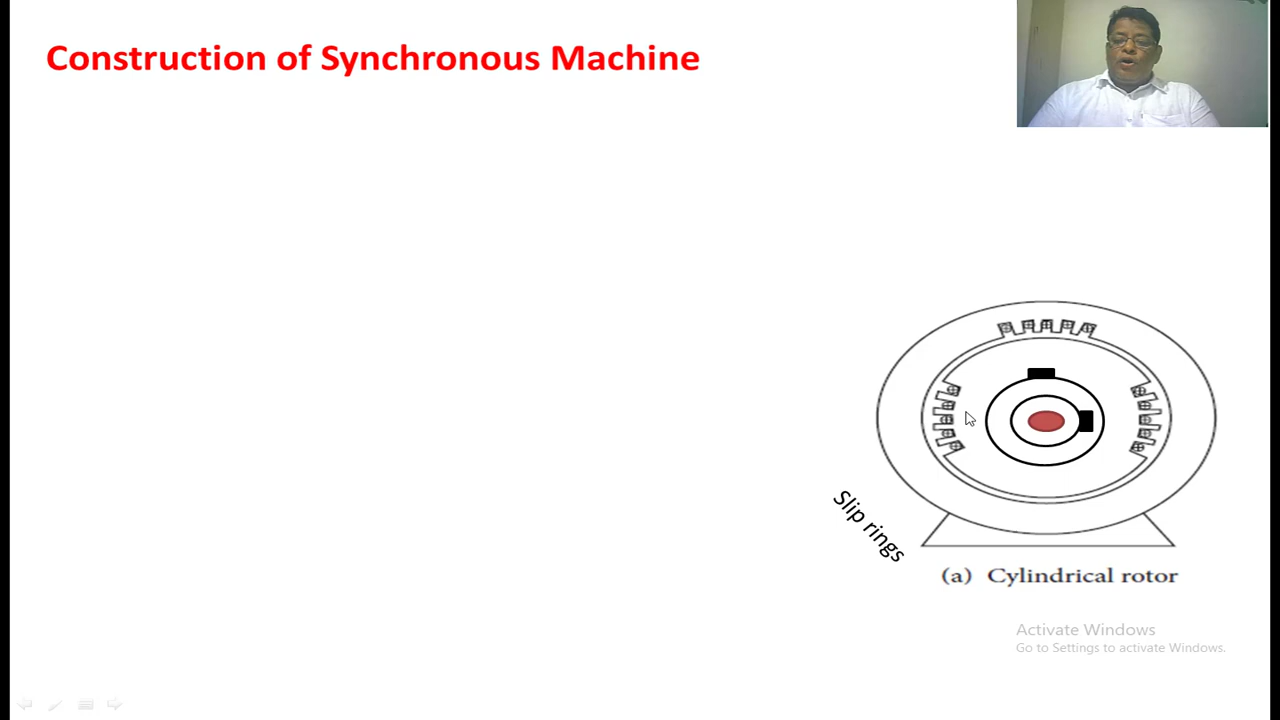 Construction of Synchronous Machine
Slip rings
(a) Cylindrical rotor
Activate Windows
Go to Settings to activate Windows.